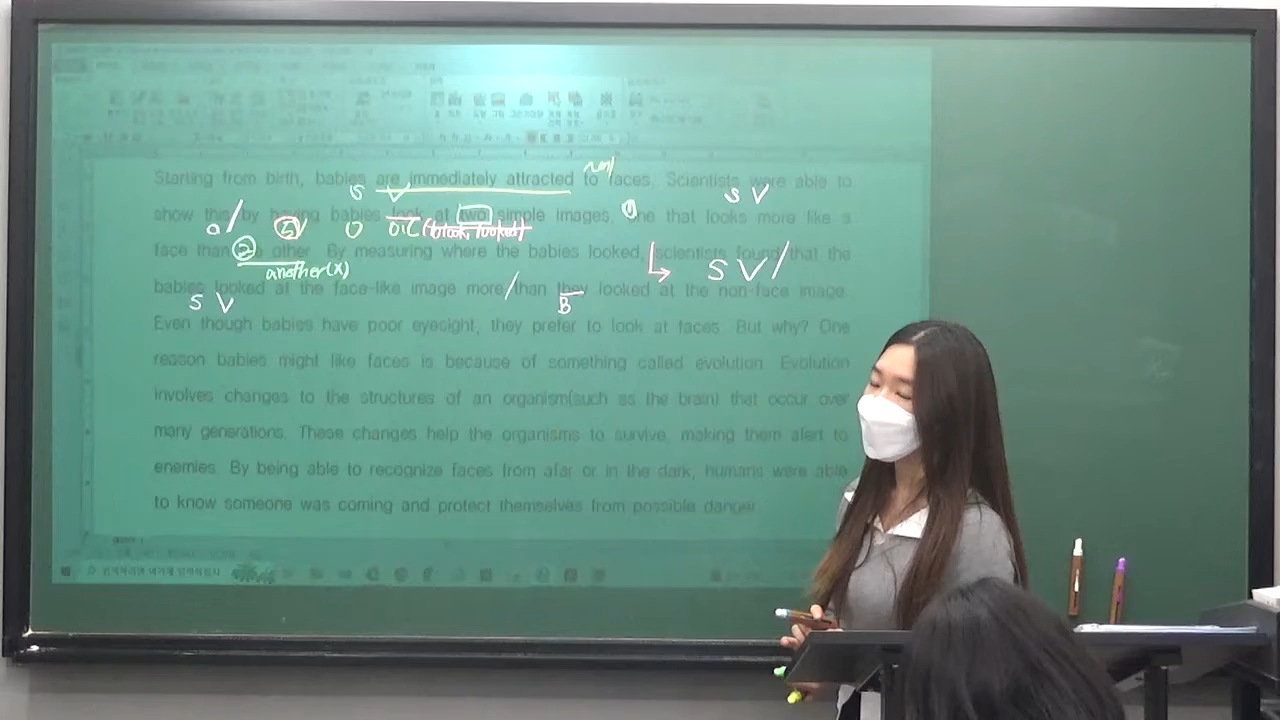 Starting from birth, babies are immediately attracted to faces. Scientists were able to
S V S V
show this by having babies look at two simple images, one that looks more like a
a/ 5V O O.C (to look, looked)
face than the other. By measuring where the babies looked, scientists found that the
② another(X) S V /
babies looked at the face-like image more than they looked at the non-face image.
S V / B
Even though babies have poor eyesight, they prefer to look at faces. But why? One
reason babies might like faces is because of something called evolution. Evolution
involves changes to the structures of an organism(such as the brain) that occur over
many generations. These changes help the organisms to survive, making them alert to
enemies. By being able to recognize faces from afar or in the dark, humans were able
to know someone was coming and protect themselves from possible danger.